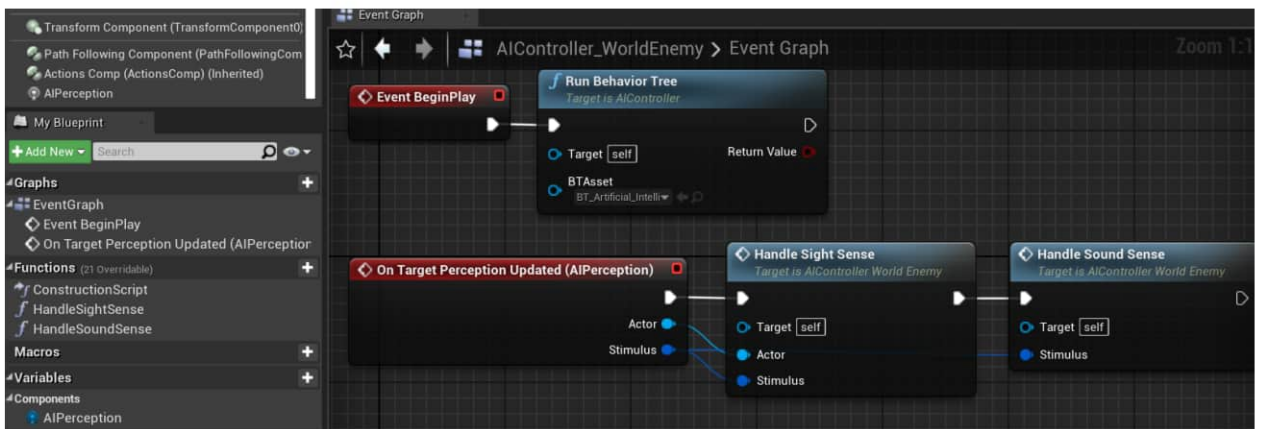 Transform Component (TransformComponent0)
Path Following Component (PathFollowingCom
Actions Comp (ActionsComp) (Inherited)
AIPerception
My Blueprint
Add New
Search
Graphs
EventGraph
Event BeginPlay
On Target Perception Updated (AIPerception
Functions (21 Overridable)
ConstructionScript
HandleSightSense
HandleSoundSense
Macros
Variables
Components
AIPerception
Event Graph
AIController_WorldEnemy > Event Graph
Zoom 1:1
Event BeginPlay
Run Behavior Tree
Target is AIController
Target self
Return Value
BTAsset
BT_Artificial_Intelli
On Target Perception Updated (AIPerception)
Actor
Stimulus
Handle Sight Sense
Target is AIController World Enemy
Target self
Actor
Stimulus
Handle Sound Sense
Target is AIController World Enemy
Target self
Stimulus